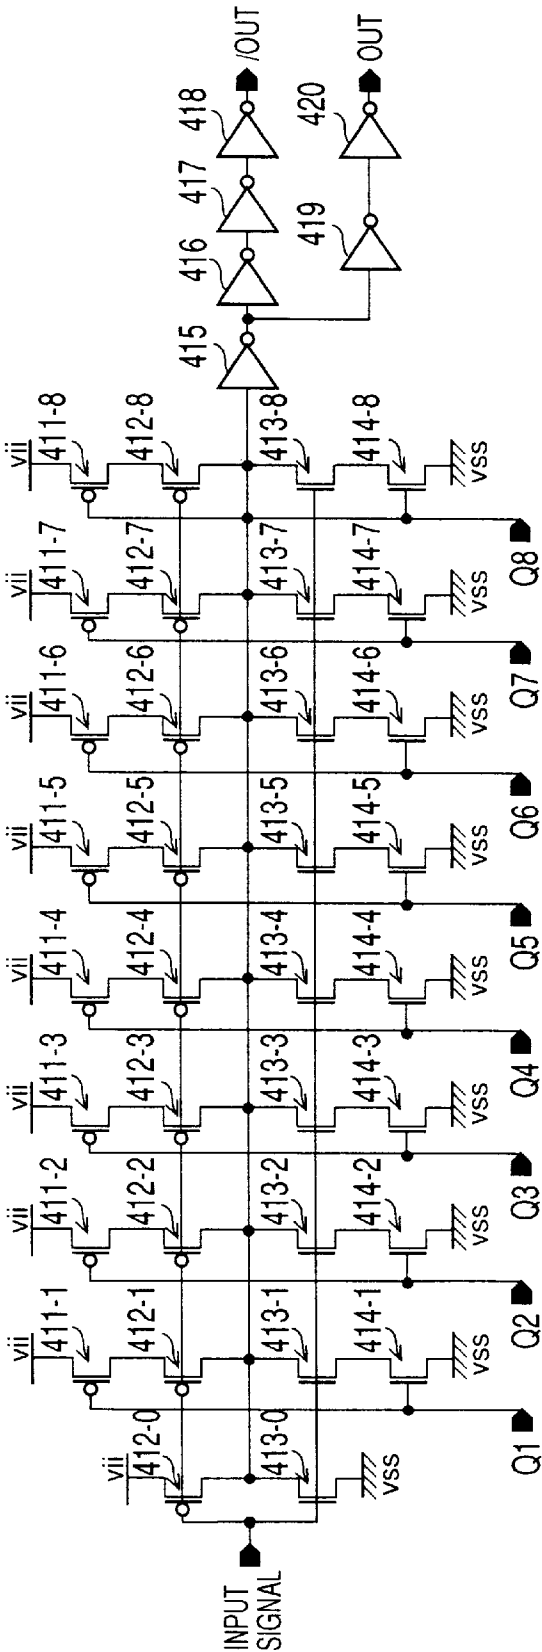 vii vii vii vii vii vii vii vii
411-1 411-2 411-3 411-4 411-5 411-6 411-7 411-8
vii
412-0 412-1 412-2 412-3 412-4 412-5 412-6 412-7 412-8
415 416 417 418
/OUT
INPUT
SIGNAL
413-0 413-1 413-2 413-3 413-4 413-5 413-6 413-7 413-8
419 420
OUT
414-1 414-2 414-3 414-4 414-5 414-6 414-7 414-8
VSS
VSS VSS VSS VSS VSS VSS VSS VSS
Q1 Q2 Q3 Q4 Q5 Q6 Q7 Q8